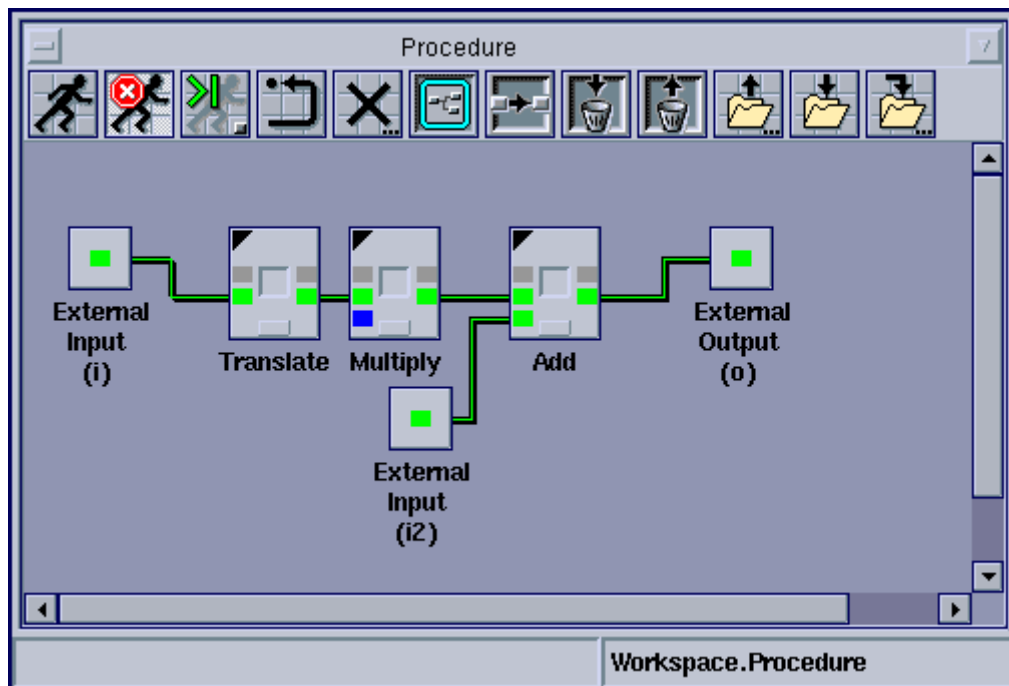 Procedure
External
Input
(i)
Translate
Multiply
Add
External
Output
(o)
External
Input
(i2)
Workspace.Procedure